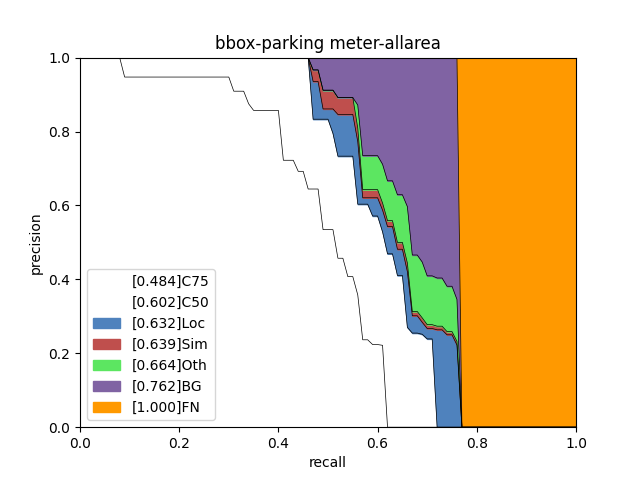 bbox-parking meter-allarea
precision
1.0
0.8
0.6
0.4
0.2
0.0
[0.484]C75
[0.602]C50
[0.632]Loc
[0.639]Sim
[0.664]Oth
[0.762]BG
[1.000]FN
0.0 0.2 0.4 0.6 0.8 1.0
recall